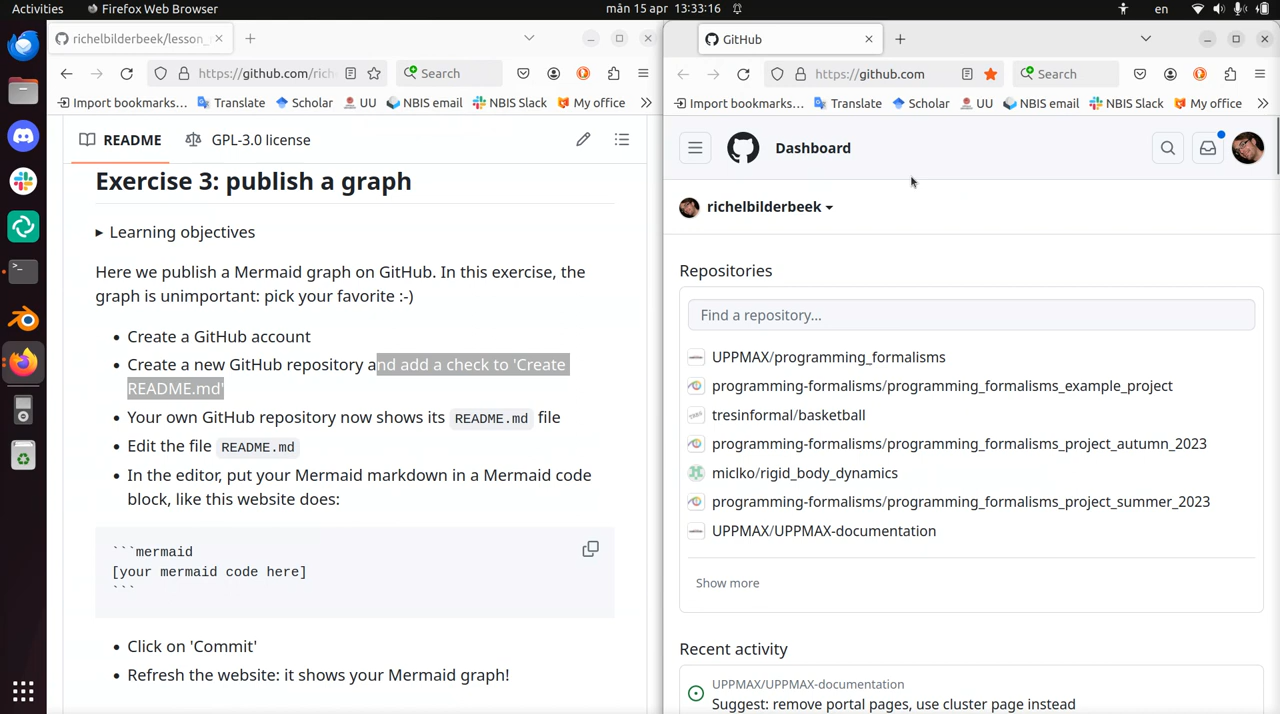 Activities
Firefox Web Browser
mån 15 apr 13:33:16
en
richelbilderbeek/lesson_
https://github.com/rich
Search
Import bookmarks...
Translate
Scholar
UU
NBIS email
NBIS Slack
My office
README
GPL-3.0 license
Exercise 3: publish a graph
Learning objectives
Here we publish a Mermaid graph on GitHub. In this exercise, the
graph is unimportant: pick your favorite :-)
• Create a GitHub account
• Create a new GitHub repository and add a check to 'Create
README.md'
• Your own GitHub repository now shows its README.md file
• Edit the file README.md
• In the editor, put your Mermaid markdown in a Mermaid code
block, like this website does:
```mermaid
[your mermaid code here]
```
• Click on 'Commit'
• Refresh the website: it shows your Mermaid graph!
GitHub
https://github.com
Search
Import bookmarks...
Translate
Scholar
UU
NBIS email
NBIS Slack
My office
Dashboard
richelbilderbeek
Repositories
Find a repository...
UPPMAX/programming_formalisms
programming-formalisms/programming_formalisms_example_project
tresinformal/basketball
programming-formalisms/programming_formalisms_project_autumn_2023
miclko/rigid_body_dynamics
programming-formalisms/programming_formalisms_project_summer_2023
UPPMAX/UPPMAX-documentation
Show more
Recent activity
UPPMAX/UPPMAX-documentation
Suggest: remove portal pages, use cluster page instead